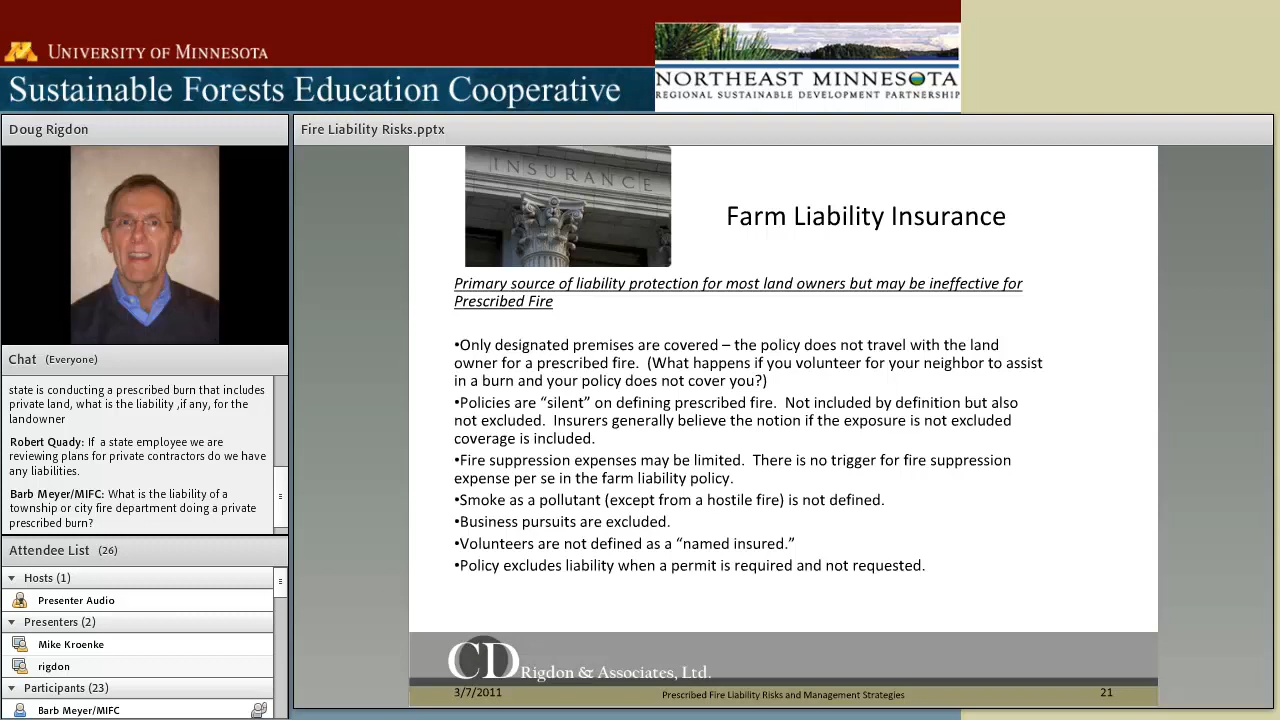 UNIVERSITY OF MINNESOTA
Sustainable Forests Education Cooperative
NORTHEAST MINNESOTA
REGIONAL SUSTAINABLE DEVELOPMENT PARTNERSHIP
Doug Rigdon
Chat (Everyone)
state is conducting a prescribed burn that includes
private land, what is the liability ,if any, for the
landowner
Robert Quady: If a state employee we are
reviewing plans for private contractors do we have
any liabilities.
Barb Meyer/MIFC: What is the liability of a
township or city fire department doing a private
prescribed burn?
Attendee List (26)
Hosts (1)
Presenter Audio
Presenters (2)
Mike Kroenke
rigdon
Participants (23)
Barb Meyer/MIFC
Fire Liability Risks.pptx
INSURANCE
Farm Liability Insurance
Primary source of liability protection for most land owners but may be ineffective for
Prescribed Fire
•Only designated premises are covered – the policy does not travel with the land
owner for a prescribed fire. (What happens if you volunteer for your neighbor to assist
in a burn and your policy does not cover you?)
•Policies are “silent” on defining prescribed fire. Not included by definition but also
not excluded. Insurers generally believe the notion if the exposure is not excluded
coverage is included.
•Fire suppression expenses may be limited. There is no trigger for fire suppression
expense per se in the farm liability policy.
•Smoke as a pollutant (except from a hostile fire) is not defined.
•Business pursuits are excluded.
•Volunteers are not defined as a “named insured.”
•Policy excludes liability when a permit is required and not requested.
CD Rigdon & Associates, Ltd.
3/7/2011
Prescribed Fire Liability Risks and Management Strategies
21